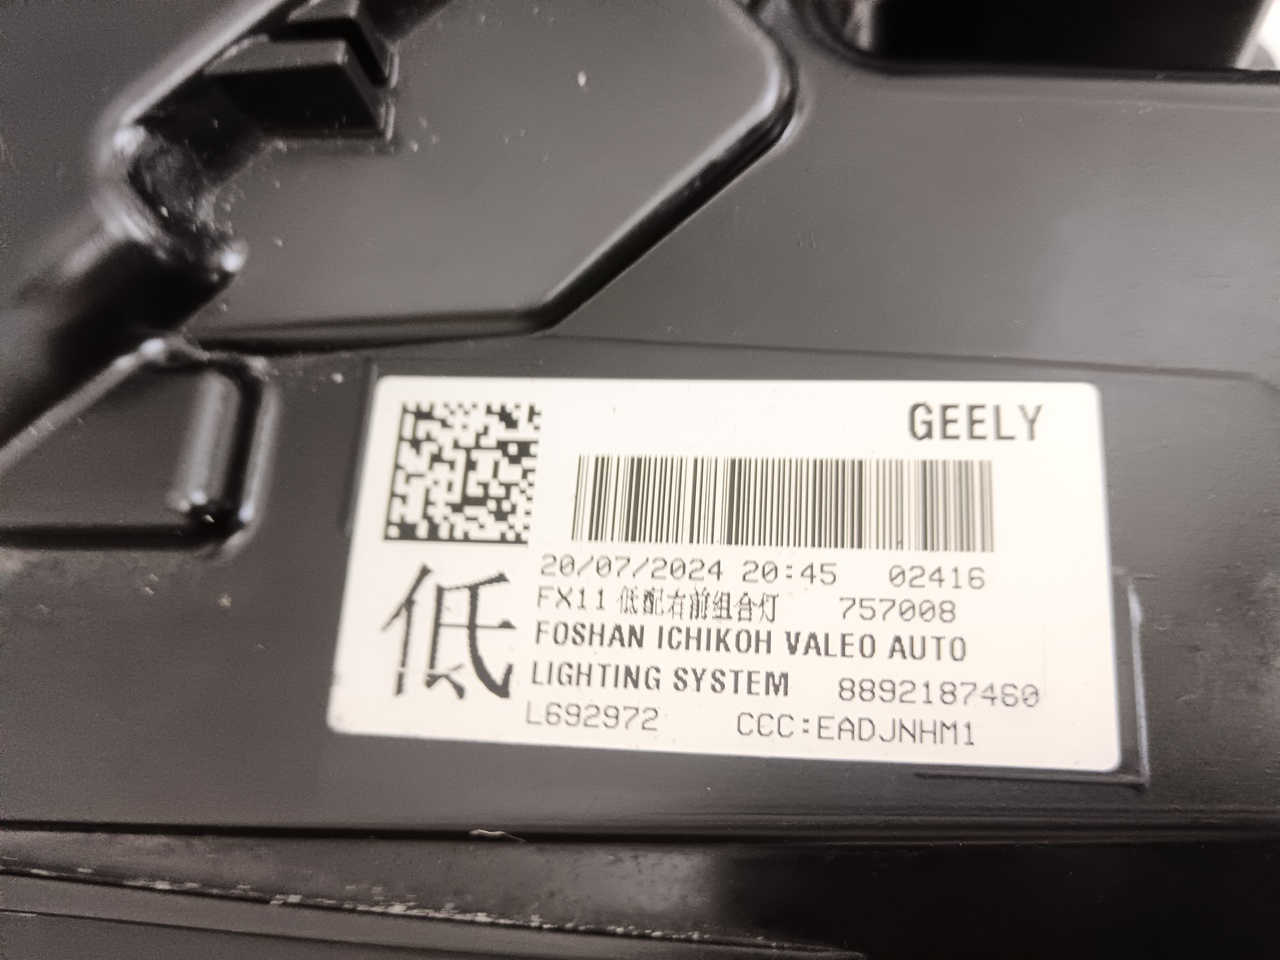 GEELY
20/07/2024 20:45 02416
低
FX11 低配右前组合灯 757008
FOSHAN ICHIKOH VALEO AUTO
LIGHTING SYSTEM 8892187460
L692972 CCC:EADJNHM1